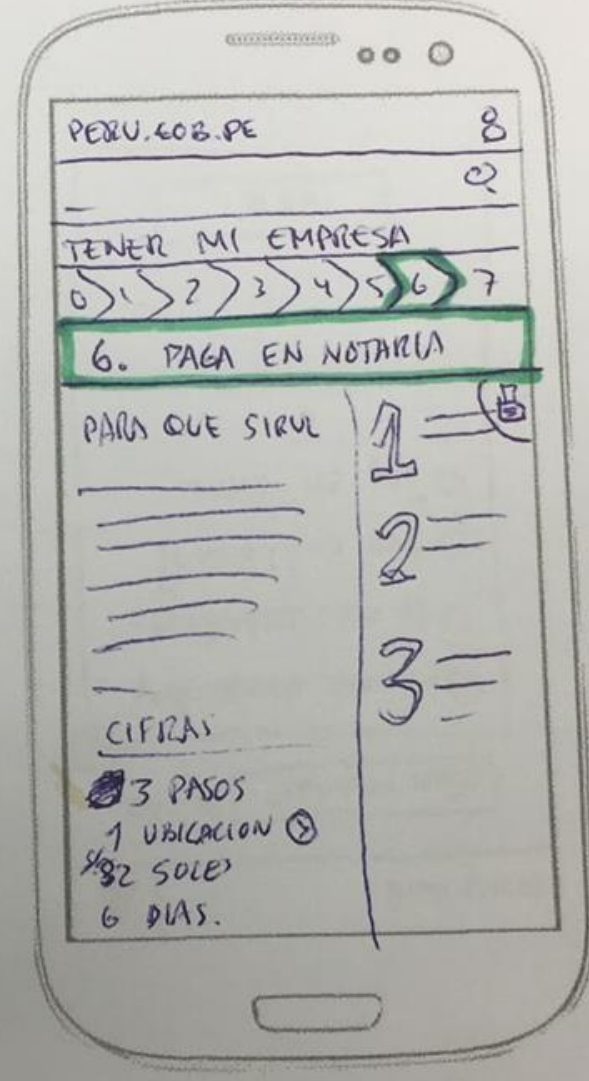 PERU.GOB.PE
TENER MI EMPRESA
0 1 2 3 4 5 6 7
6. PAGA EN NOTARIA
PARA QUE SIRVE
CIFRAS
3 PASOS
1 UBICACION
S/. 82 SOLES
6 DIAS.
1
2
3